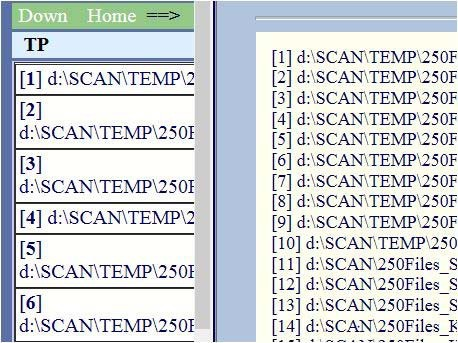 Down Home ==>
TP
[1] d:\SCAN\TEMP\2
[2]
d:\SCAN\TEMP\250F
[3]
d:\SCAN\TEMP\250F
[4] d:\SCAN\TEMP\2
[5]
d:\SCAN\TEMP\250F
[6]
d:\SCAN\TEMP\250F
[1] d:\SCAN\TEMP\250F
[2] d:\SCAN\TEMP\250F
[3] d:\SCAN\TEMP\250F
[4] d:\SCAN\TEMP\250F
[5] d:\SCAN\TEMP\250F
[6] d:\SCAN\TEMP\250F
[7] d:\SCAN\TEMP\250F
[8] d:\SCAN\TEMP\250F
[9] d:\SCAN\TEMP\250F
[10] d:\SCAN\TEMP\250
[11] d:\SCAN\250Files_S
[12] d:\SCAN\250Files_S
[13] d:\SCAN\250Files_S
[14] d:\SCAN\250Files_K